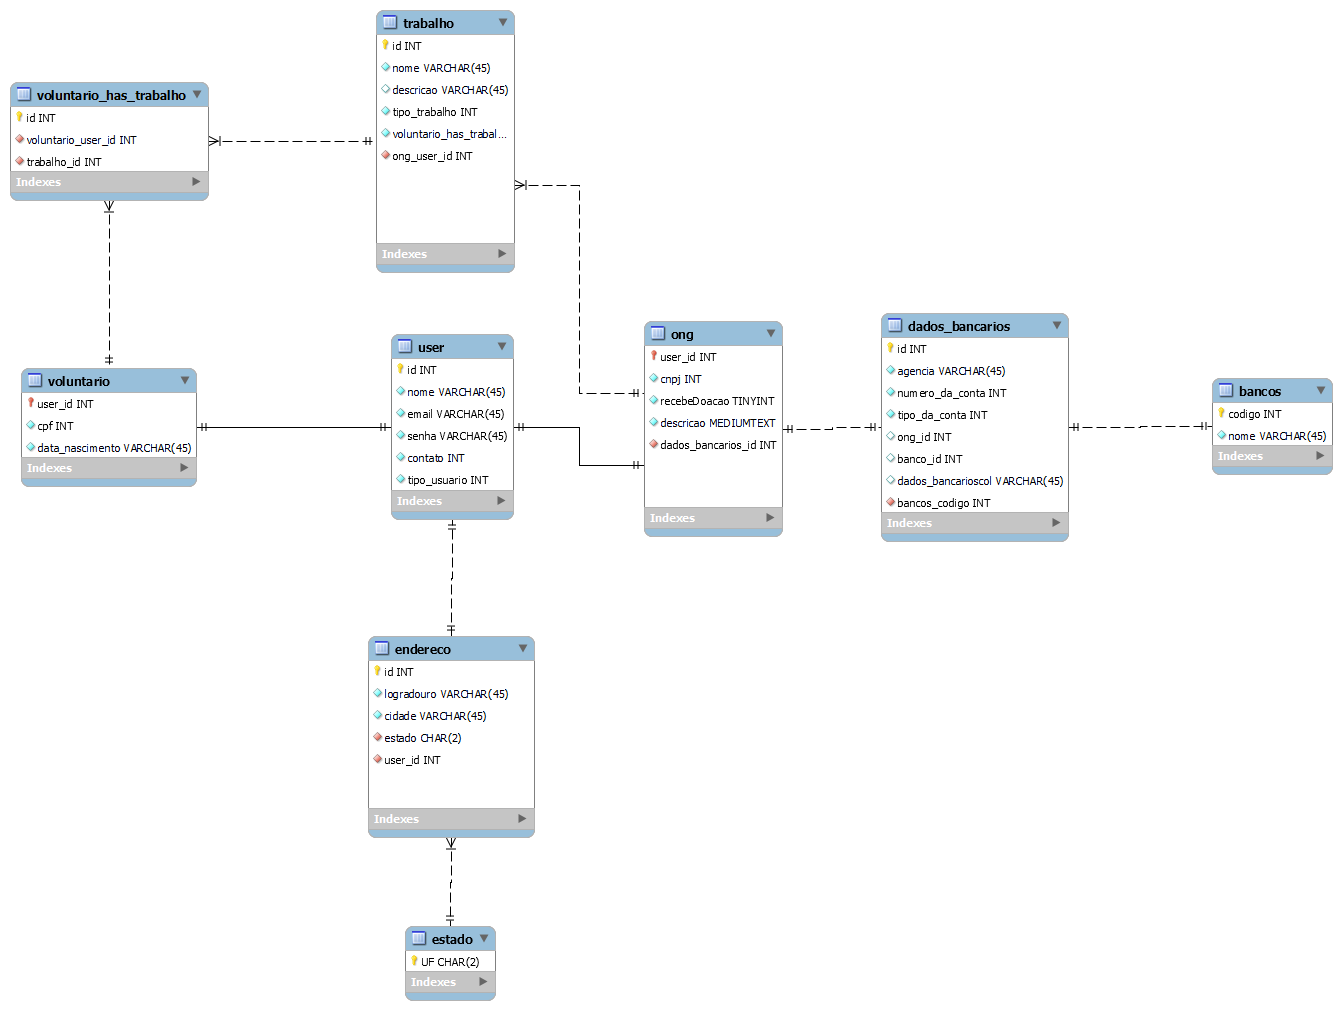 trabalho
id INT
nome VARCHAR(45)
descricao VARCHAR(45)
tipo_trabalho INT
voluntario_has_trabal...
ong_user_id INT
Indexes
voluntario_has_trabalho
id INT
voluntario_user_id INT
trabalho_id INT
Indexes
voluntario
user_id INT
cpf INT
data_nascimento VARCHAR(45)
Indexes
user
id INT
nome VARCHAR(45)
email VARCHAR(45)
senha VARCHAR(45)
contato INT
tipo_usuario INT
Indexes
ong
user_id INT
cnpj INT
recebeDoacao TINYINT
descricao MEDIUMTEXT
dados_bancarios_id INT
Indexes
dados_bancarios
id INT
agencia VARCHAR(45)
numero_da_conta INT
tipo_da_conta INT
ong_id INT
banco_id INT
dados_bancarioscol VARCHAR(45)
bancos_codigo INT
Indexes
bancos
codigo INT
nome VARCHAR(45)
Indexes
endereco
id INT
logradouro VARCHAR(45)
cidade VARCHAR(45)
estado CHAR(2)
user_id INT
Indexes
estado
UF CHAR(2)
Indexes